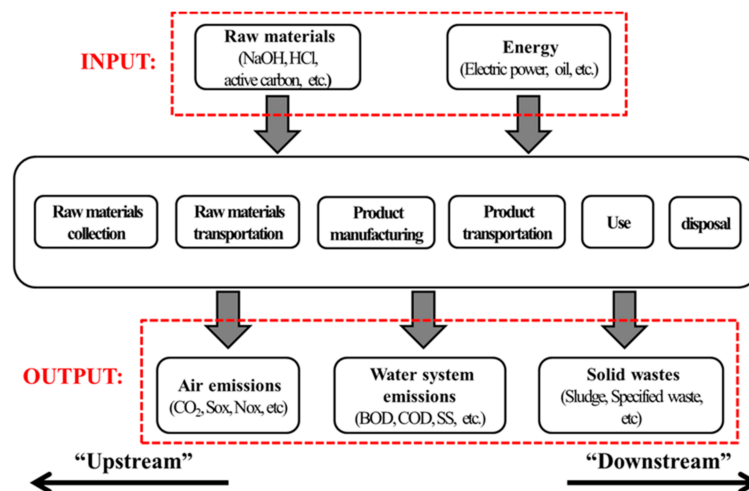 INPUT:
Raw materials
(NaOH, HCl,
active carbon, etc.)
Energy
(Electric power, oil, etc.)
Raw materials
collection
Raw materials
transportation
Product
manufacturing
Product
transportation
Use
disposal
OUTPUT:
Air emissions
(CO₂, Sox, Nox, etc)
Water system
emissions
(BOD, COD, SS, etc.)
Solid wastes
(Sludge, Specified waste,
etc)
“Upstream”
“Downstream”